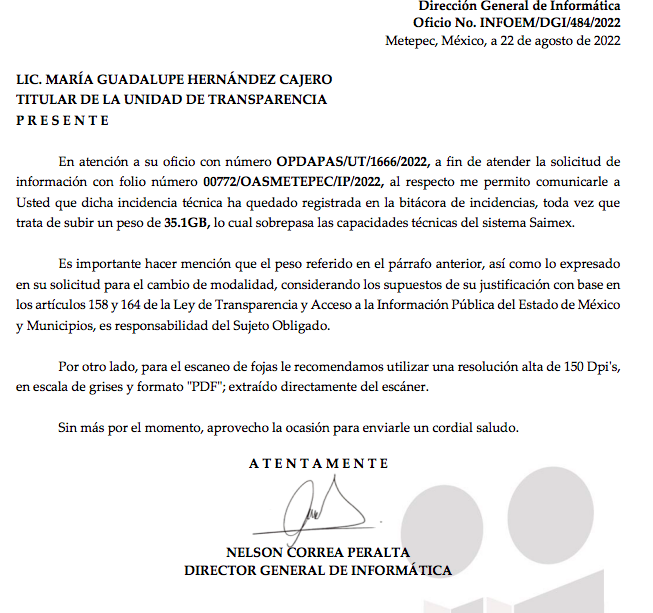 Dirección General de Informática
Oficio No. INFOEM/DGI/484/2022
Metepec, México, a 22 de agosto de 2022
LIC. MARÍA GUADALUPE HERNÁNDEZ CAJERO
TITULAR DE LA UNIDAD DE TRANSPARENCIA
P R E S E N T E
En atención a su oficio con número OPDAPAS/UT/1666/2022, a fin de atender la solicitud de
información con folio número 00772/OASMETEPEC/IP/2022, al respecto me permito comunicarle a
Usted que dicha incidencia técnica ha quedado registrada en la bitácora de incidencias, toda vez que
trata de subir un peso de 35.1GB, lo cual sobrepasa las capacidades técnicas del sistema Saimex.
Es importante hacer mención que el peso referido en el párrafo anterior, así como lo expresado
en su solicitud para el cambio de modalidad, considerando los supuestos de su justificación con base en
los artículos 158 y 164 de la Ley de Transparencia y Acceso a la Información Pública del Estado de México
y Municipios, es responsabilidad del Sujeto Obligado.
Por otro lado, para el escaneo de fojas le recomendamos utilizar una resolución alta de 150 Dpi's,
en escala de grises y formato "PDF"; extraído directamente del escáner.
Sin más por el momento, aprovecho la ocasión para enviarle un cordial saludo.
A T E N T A M E N T E
NELSON CORREA PERALTA
DIRECTOR GENERAL DE INFORMÁTICA